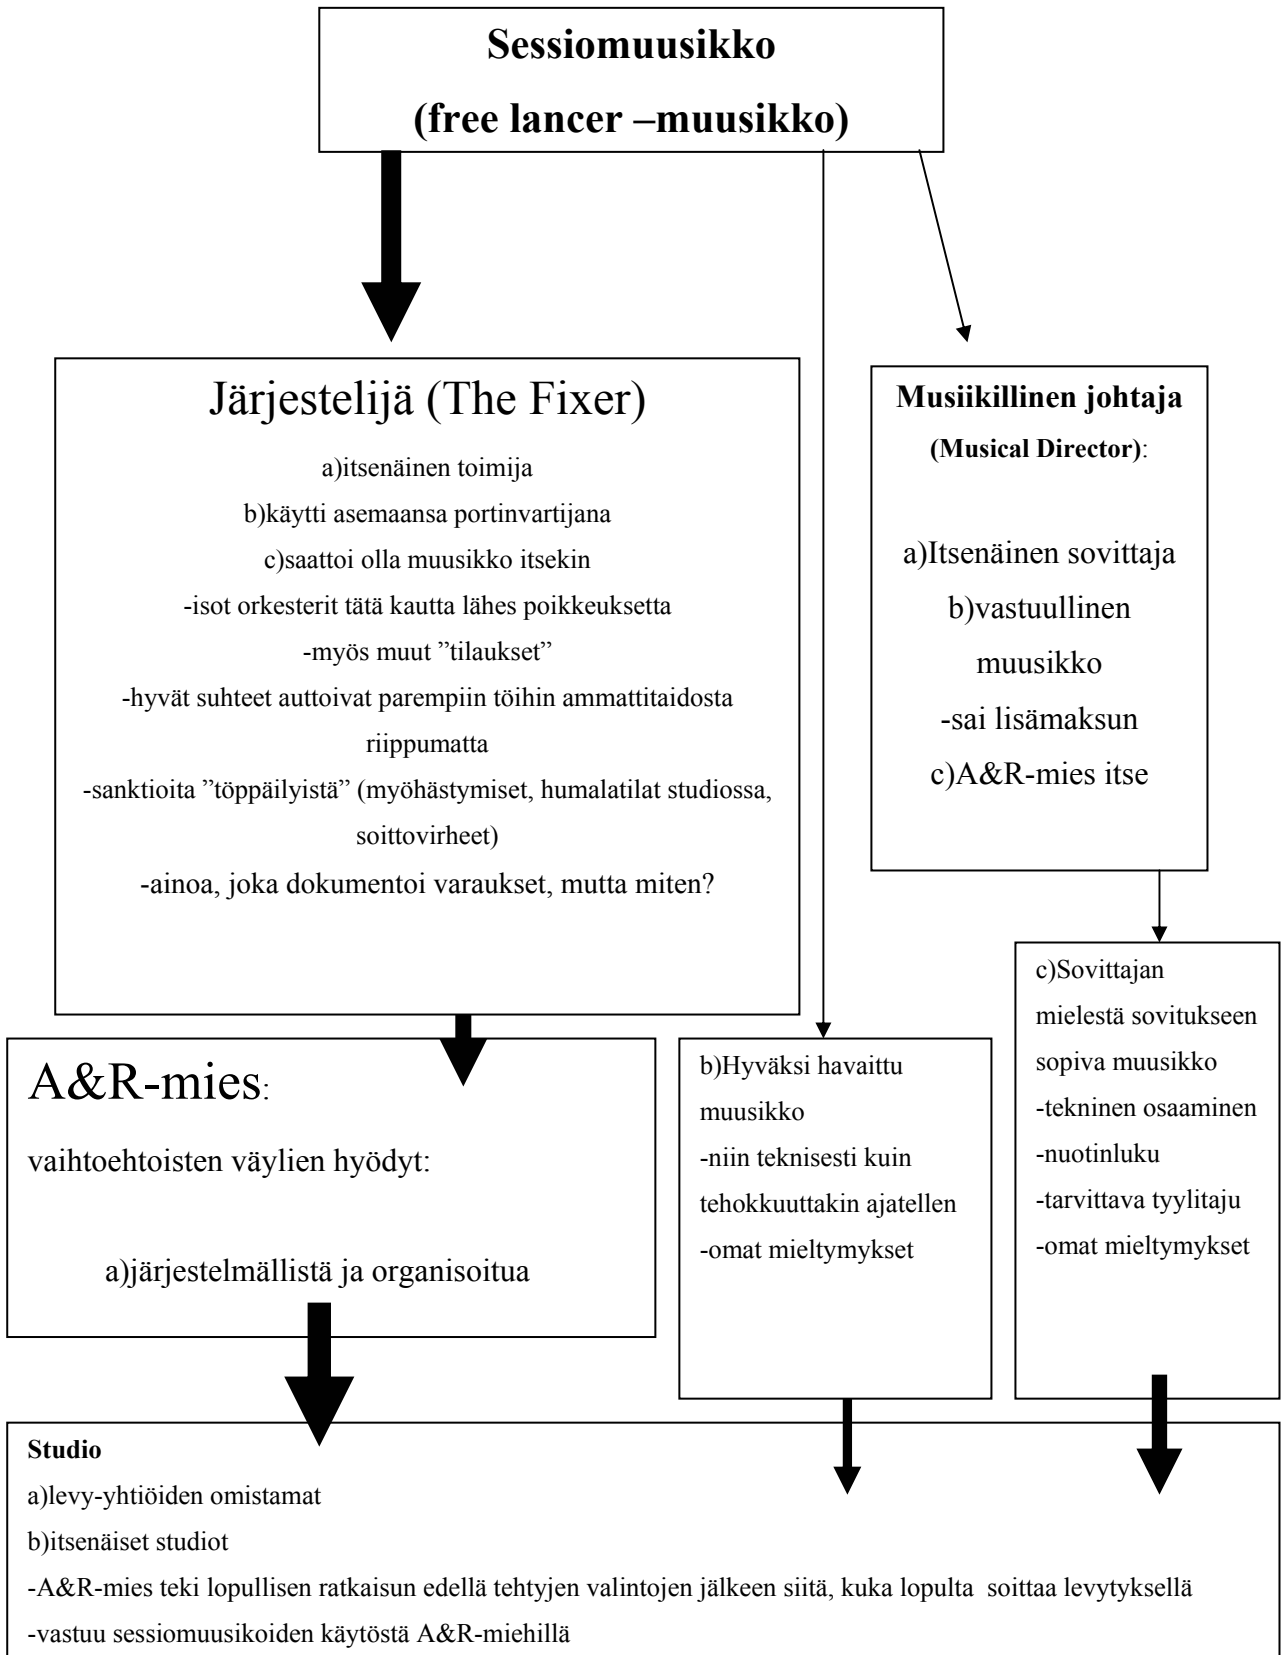 Sessiomuusikko
(free lancer –muusikko)
Järjestelijä (The Fixer)
a)itsenäinen toimija
b)käytti asemaansa portinvartijana
c)saattoi olla muusikko itsekin
-isot orkesterit tätä kautta lähes poikkeuksetta
-myös muut ”tilaukset”
-hyvät suhteet auttoivat parempiin töihin ammattitaidosta
riippumatta
-sanktioita ”töppäilyistä” (myöhästymiset, humalatilat studiossa,
soittovirheet)
-ainoa, joka dokumentoi varaukset, mutta miten?
Musiikillinen johtaja
(Musical Director):
a)Itsenäinen sovittaja
b)vastuullinen
muusikko
-sai lisämaksun
c)A&R-mies itse
A&R-mies:
vaihtoehtoisten väylien hyödyt:
a)järjestelmällistä ja organisoitua
b)Hyväksi havaittu
muusikko
-niin teknisesti kuin
tehokkuuttakin ajatellen
-omat mieltymykset
c)Sovittajan
mielestä sovitukseen
sopiva muusikko
-tekninen osaaminen
-nuotinluku
-tarvittava tyylitaju
-omat mieltymykset
Studio
a)levy-yhtiöiden omistamat
b)itsenäiset studiot
-A&R-mies teki lopullisen ratkaisun edellä tehtyjen valintojen jälkeen siitä, kuka lopulta  soittaa levytyksellä
-vastuu sessiomuusikoiden käytöstä A&R-miehillä